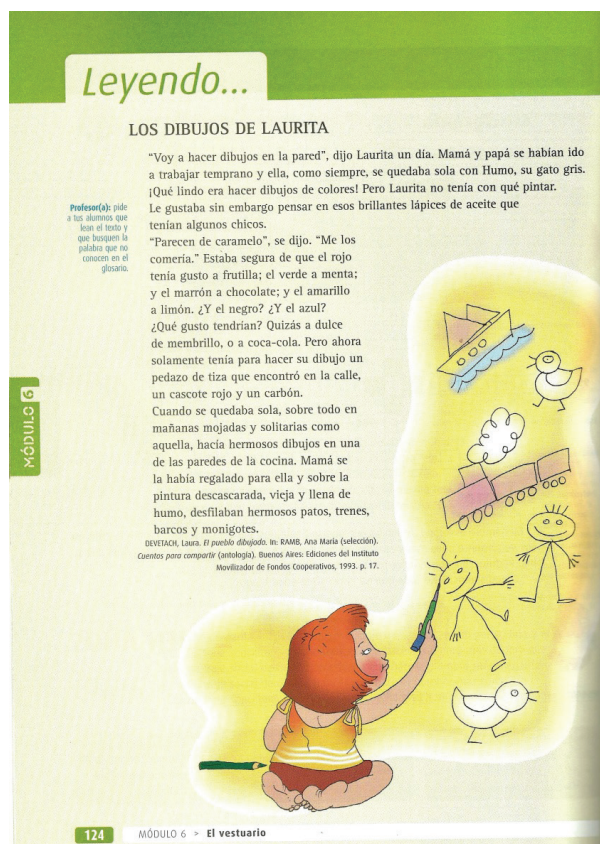 Leyendo...
LOS DIBUJOS DE LAURITA
“Voy a hacer dibujos en la pared”, dijo Laurita un día. Mamá y papá se habían ido
a trabajar temprano y ella, como siempre, se quedaba sola con Humo, su gato gris.
¡Qué lindo era hacer dibujos de colores! Pero Laurita no tenía con qué pintar.
Le gustaba sin embargo pensar en esos brillantes lápices de aceite que
tenían algunos chicos.
“Parecen de caramelo”, se dijo. “Me los
comería.” Estaba segura de que el rojo
tenía gusto a frutilla; el verde a menta;
y el marrón a chocolate; y el amarillo
a limón. ¿Y el negro? ¿Y el azul?
¿Qué gusto tendrían? Quizás a dulce
de membrillo, o a coca-cola. Pero ahora
solamente tenía para hacer su dibujo un
pedazo de tiza que encontró en la calle,
un cascote rojo y un carbón.
Cuando se quedaba sola, sobre todo en
mañanas mojadas y solitarias como
aquella, hacía hermosos dibujos en una
de las paredes de la cocina. Mamá se
la había regalado para ella y sobre la
pintura descascarada, vieja y llena de
humo, desfilaban hermosos patos, trenes,
barcos y monigotes.
DEVETACH, Laura. El pueblo dibujado. In: RAMB, Ana María (selección).
Cuentos para compartir (antología). Buenos Aires: Ediciones del Instituto
Movilizador de Fondos Cooperativos, 1993. p. 17.
Profesor(a): pide
a tus alumnos que
lean el texto y
que busquen la
palabra que no
conocen en el
glosario.
MÓDULO 6
124
MÓDULO 6 > El vestuario